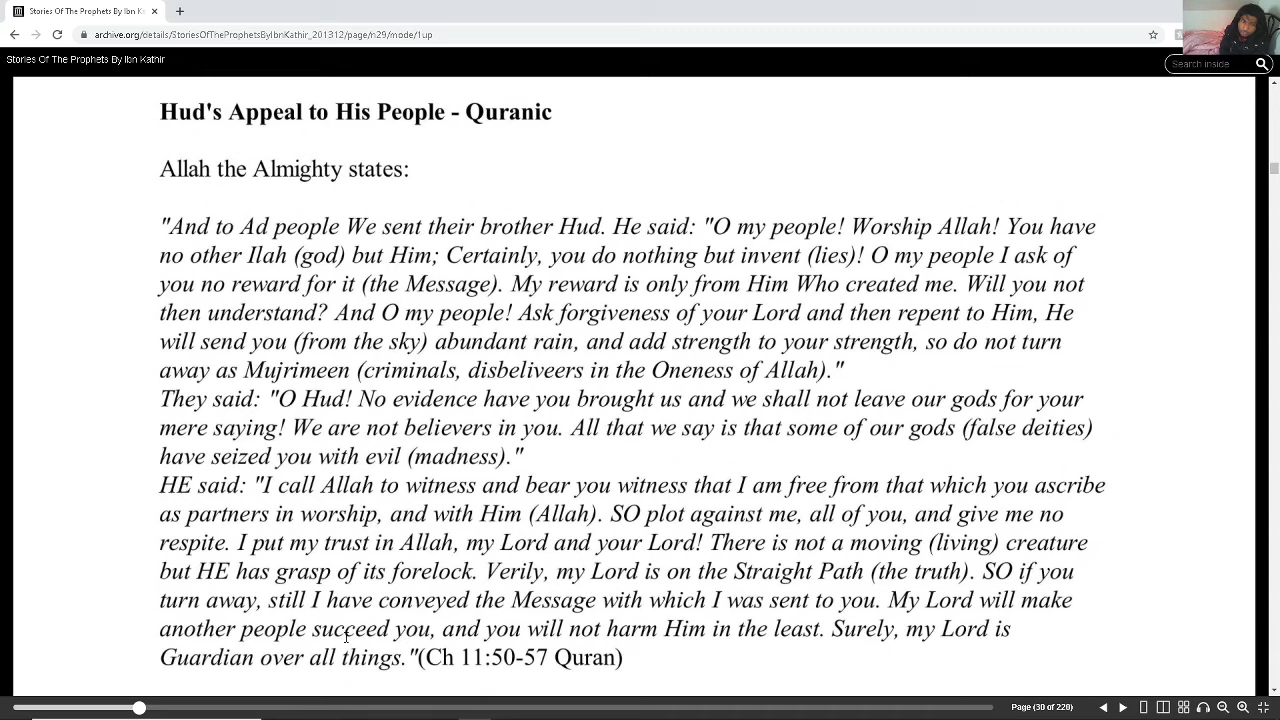 Stories Of The Prophets By Ibn Ki
archive.org/details/StoriesOfTheProphetsByIbnKathir_201312/page/n29/mode/1up
Stories Of The Prophets By Ibn Kathir
Search inside
Hud's Appeal to His People - Quranic
Allah the Almighty states:
"And to Ad people We sent their brother Hud. He said: "O my people! Worship Allah! You have
no other Ilah (god) but Him; Certainly, you do nothing but invent (lies)! O my people I ask of
you no reward for it (the Message). My reward is only from Him Who created me. Will you not
then understand? And O my people! Ask forgiveness of your Lord and then repent to Him, He
will send you (from the sky) abundant rain, and add strength to your strength, so do not turn
away as Mujrimeen (criminals, disbeliveers in the Oneness of Allah)."
They said: "O Hud! No evidence have you brought us and we shall not leave our gods for your
mere saying! We are not believers in you. All that we say is that some of our gods (false deities)
have seized you with evil (madness)."
HE said: "I call Allah to witness and bear you witness that I am free from that which you ascribe
as partners in worship, and with Him (Allah). SO plot against me, all of you, and give me no
respite. I put my trust in Allah, my Lord and your Lord! There is not a moving (living) creature
but HE has grasp of its forelock. Verily, my Lord is on the Straight Path (the truth). SO if you
turn away, still I have conveyed the Message with which I was sent to you. My Lord will make
another people succeed you, and you will not harm Him in the least. Surely, my Lord is
Guardian over all things."(Ch 11:50-57 Quran)
Page (30 of 228)